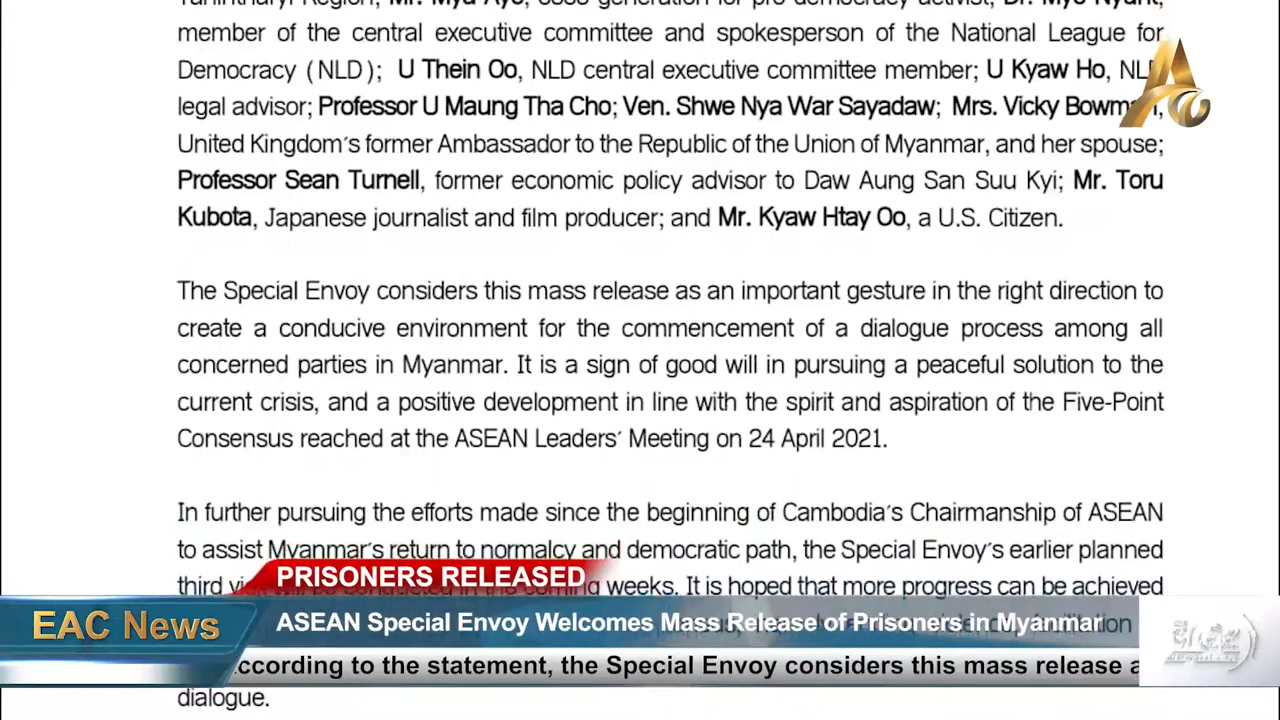 member of the central executive committee and spokesperson of the National League for
Democracy (NLD); U Thein Oo, NLD central executive committee member; U Kyaw Ho,
legal advisor; Professor U Maung Tha Cho; Ven. Shwe Nya War Sayadaw; Mrs. Vicky
United Kingdom's former Ambassador to the Republic of the Union of Myanmar, and her spouse;
Professor Sean Turnell, former economic policy advisor to Daw Aung San Suu Kyi; Mr. Toru
Kubota, Japanese journalist and film producer; and Mr. Kyaw Htay Oo, a U.S. Citizen.
The Special Envoy considers this mass release as an important gesture in the right direction to
create a conducive environment for the commencement of a dialogue process among all
concerned parties in Myanmar. It is a sign of good will in pursuing a peaceful solution to the
current crisis, and a positive development in line with the spirit and aspiration of the Five-Point
Consensus reached at the ASEAN Leaders' Meeting on 24 April 2021.
In further pursuing the efforts made since the beginning of Cambodia's Chairmanship of ASEAN
to assist Myanmar's return to normalcy and democratic path, the Special Envoy's earlier planned
third weeks. It is hoped that more progress can be achieved
PRISONERS RELEASED
EAC News
ASEAN Special Envoy Welcomes Mass Release of Prisoners in Myanmar
ccording to the statement, the Special Envoy considers this mass release a
dialogue.